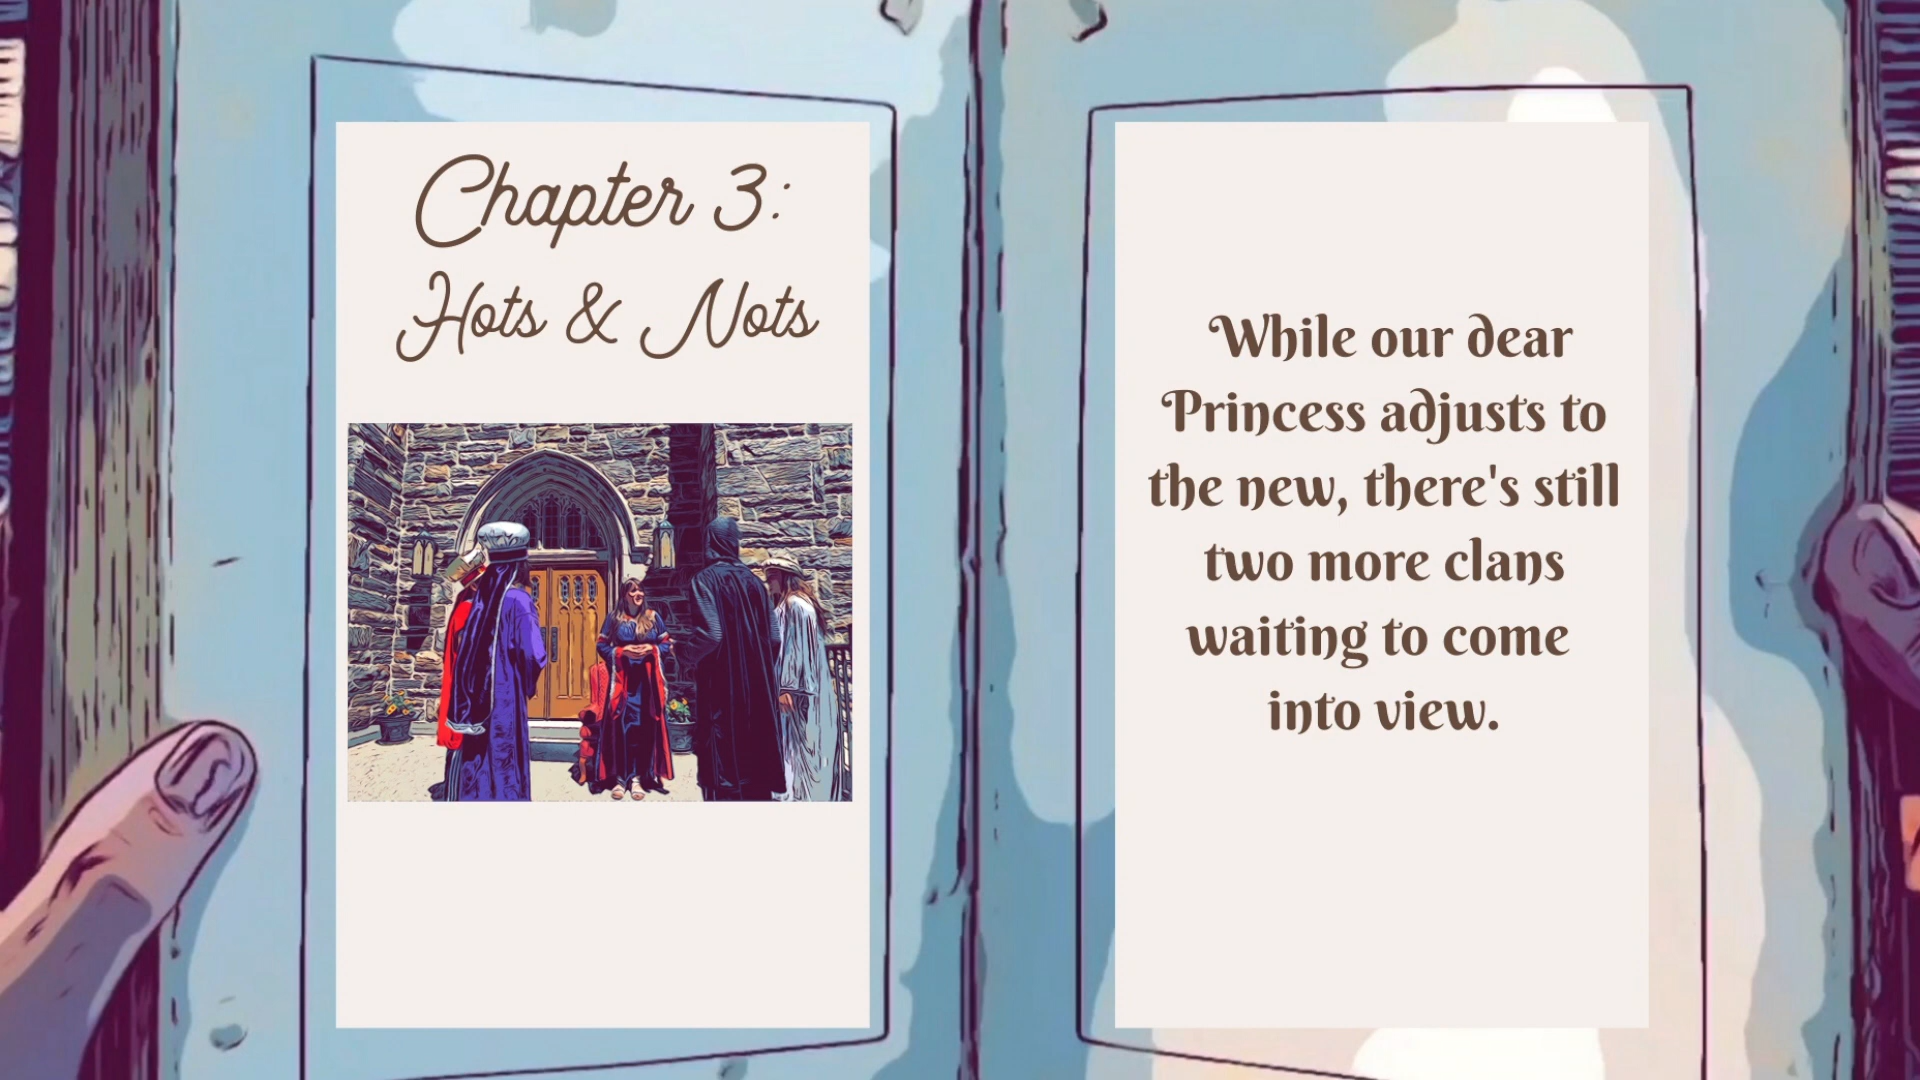 Chapter 3:
Hots & Nots
While our dear
Princess adjusts to
the new, there's still
two more clans
waiting to come
into view.